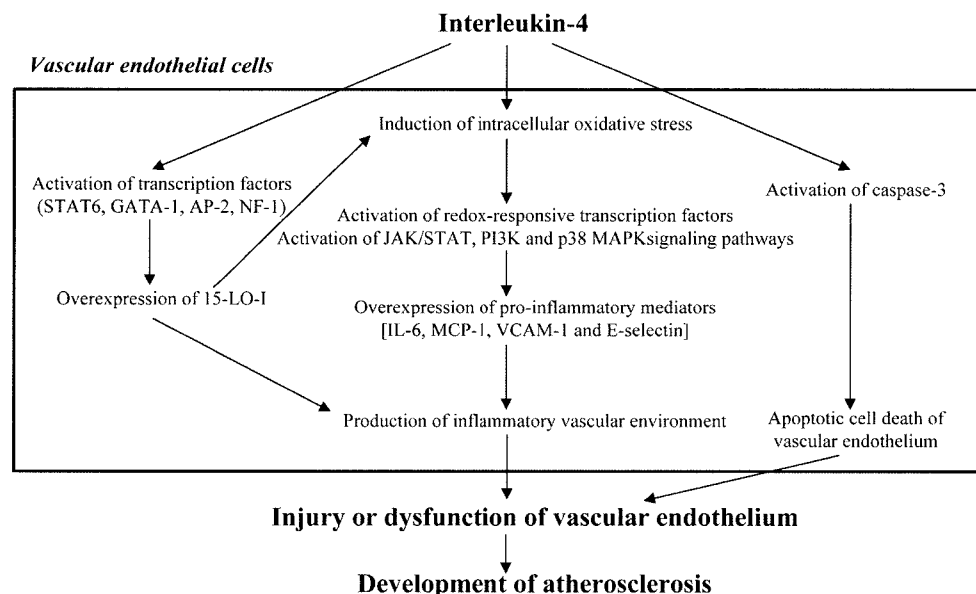 Interleukin-4
Vascular endothelial cells
Induction of intracellular oxidative stress
Activation of transcription factors
(STAT6, GATA-1, AP-2, NF-1)
Activation of caspase-3
Activation of redox-responsive transcription factors
Activation of JAK/STAT, PI3K and p38 MAPKsignaling pathways
Overexpression of 15-LO-I
Overexpression of pro-inflammatory mediators
[IL-6, MCP-1, VCAM-1 and E-selectin]
Production of inflammatory vascular environment
Apoptotic cell death of
vascular endothelium
Injury or dysfunction of vascular endothelium
Development of atherosclerosis